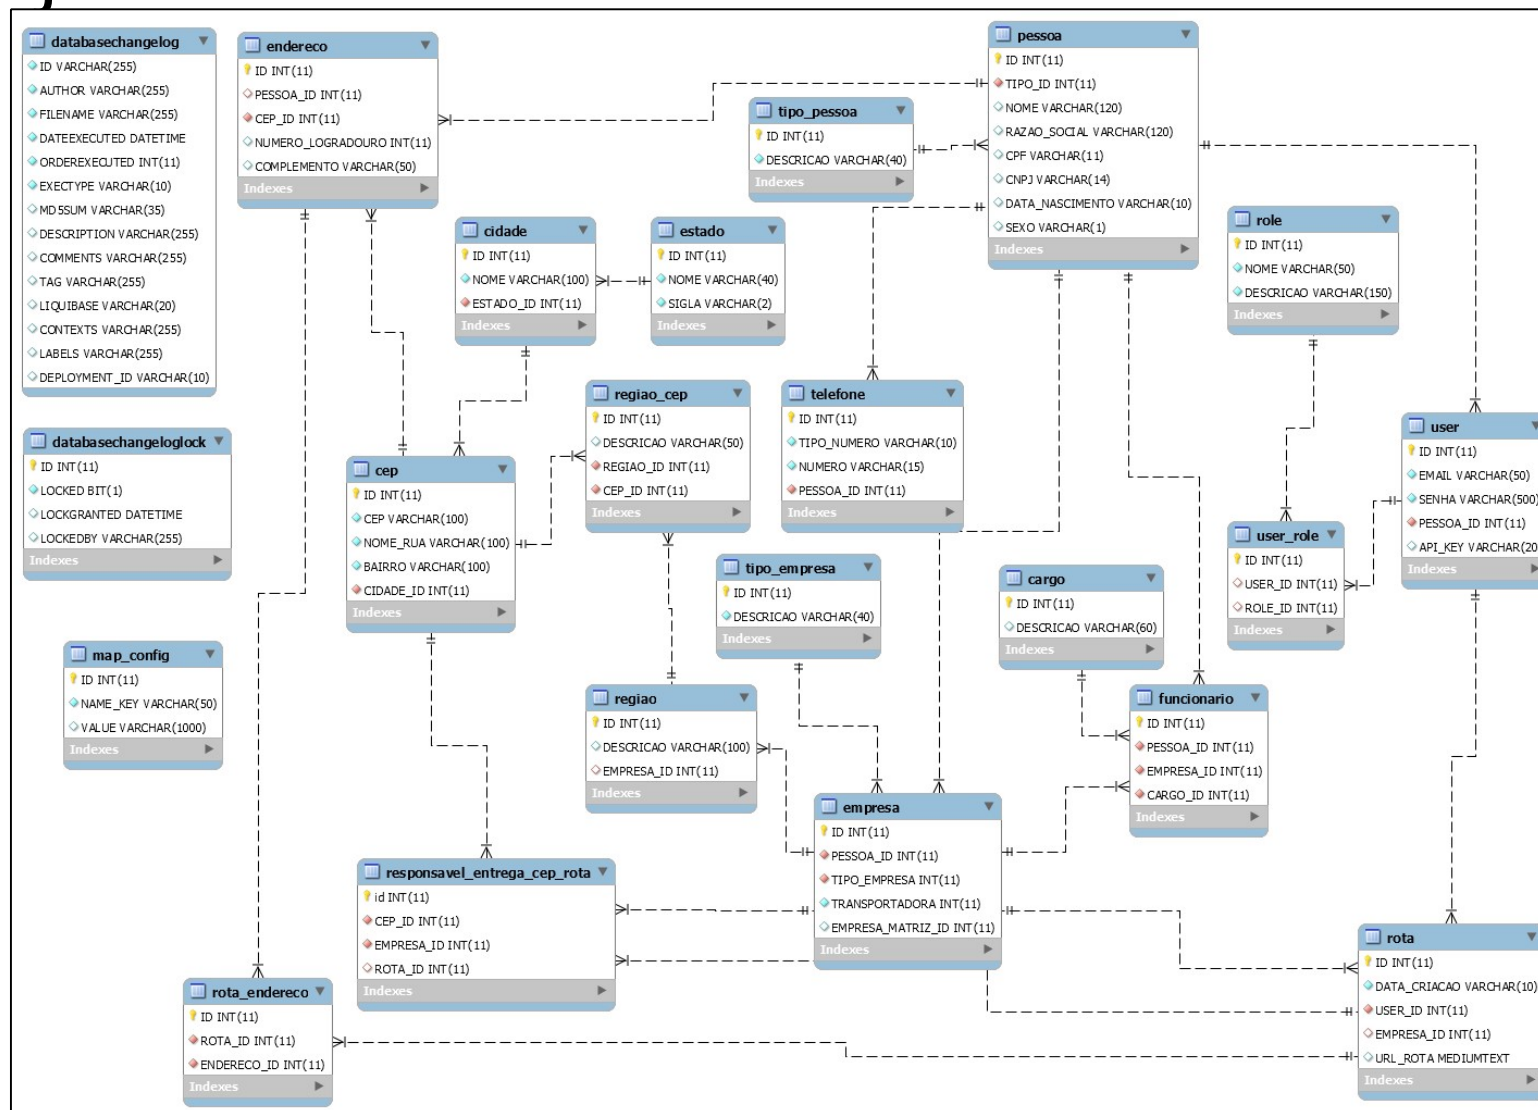 databasechangelog
ID VARCHAR(255)
AUTHOR VARCHAR(255)
FILENAME VARCHAR(255)
DATEEXECUTED DATETIME
ORDEREXECUTED INT(11)
EXECTYPE VARCHAR(10)
MD5SUM VARCHAR(35)
DESCRIPTION VARCHAR(255)
COMMENTS VARCHAR(255)
TAG VARCHAR(255)
LIQUIBASE VARCHAR(20)
CONTEXTS VARCHAR(255)
LABELS VARCHAR(255)
DEPLOYMENT_ID VARCHAR(10)
endereco
ID INT(11)
PESSOA_ID INT(11)
CEP_ID INT(11)
NUMERO_LOGRADOURO INT(11)
COMPLEMENTO VARCHAR(50)
Indexes
tipo_pessoa
ID INT(11)
DESCRICAO VARCHAR(40)
Indexes
pessoa
ID INT(11)
TIPO_ID INT(11)
NOME VARCHAR(120)
RAZAO_SOCIAL VARCHAR(120)
CPF VARCHAR(11)
CNPJ VARCHAR(14)
DATA_NASCIMENTO VARCHAR(10)
SEXO VARCHAR(1)
Indexes
cidade
ID INT(11)
NOME VARCHAR(100)
ESTADO_ID INT(11)
Indexes
estado
ID INT(11)
NOME VARCHAR(40)
SIGLA VARCHAR(2)
Indexes
role
ID INT(11)
NOME VARCHAR(50)
DESCRICAO VARCHAR(150)
Indexes
databasechangeloglock
ID INT(11)
LOCKED BIT(1)
LOCKGRANTED DATETIME
LOCKEDBY VARCHAR(255)
Indexes
cep
ID INT(11)
CEP VARCHAR(100)
NOME_RUA VARCHAR(100)
BAIRRO VARCHAR(100)
CIDADE_ID INT(11)
Indexes
regiao_cep
ID INT(11)
DESCRICAO VARCHAR(50)
REGIAO_ID INT(11)
CEP_ID INT(11)
Indexes
telefone
ID INT(11)
TIPO_NUMERO VARCHAR(10)
NUMERO VARCHAR(15)
PESSOA_ID INT(11)
Indexes
user
ID INT(11)
EMAIL VARCHAR(50)
SENHA VARCHAR(500)
PESSOA_ID INT(11)
API_KEY VARCHAR(20
Indexes
user_role
ID INT(11)
USER_ID INT(11)
ROLE_ID INT(11)
Indexes
tipo_empresa
ID INT(11)
DESCRICAO VARCHAR(40)
Indexes
cargo
ID INT(11)
DESCRICAO VARCHAR(60)
Indexes
map_config
ID INT(11)
NAME_KEY VARCHAR(50)
VALUE VARCHAR(1000)
Indexes
regiao
ID INT(11)
DESCRICAO VARCHAR(100)
EMPRESA_ID INT(11)
Indexes
funcionario
ID INT(11)
PESSOA_ID INT(11)
EMPRESA_ID INT(11)
CARGO_ID INT(11)
Indexes
empresa
ID INT(11)
PESSOA_ID INT(11)
TIPO_EMPRESA INT(11)
TRANSPORTADORA INT(11)
EMPRESA_MATRIZ_ID INT(11)
Indexes
responsavel_entrega_cep_rota
id INT(11)
CEP_ID INT(11)
EMPRESA_ID INT(11)
ROTA_ID INT(11)
Indexes
rota
ID INT(11)
DATA_CRIACAO VARCHAR(10)
USER_ID INT(11)
EMPRESA_ID INT(11)
URL_ROTA MEDIUMTEXT
Indexes
rota_endereco
ID INT(11)
ROTA_ID INT(11)
ENDERECO_ID INT(11)
Indexes